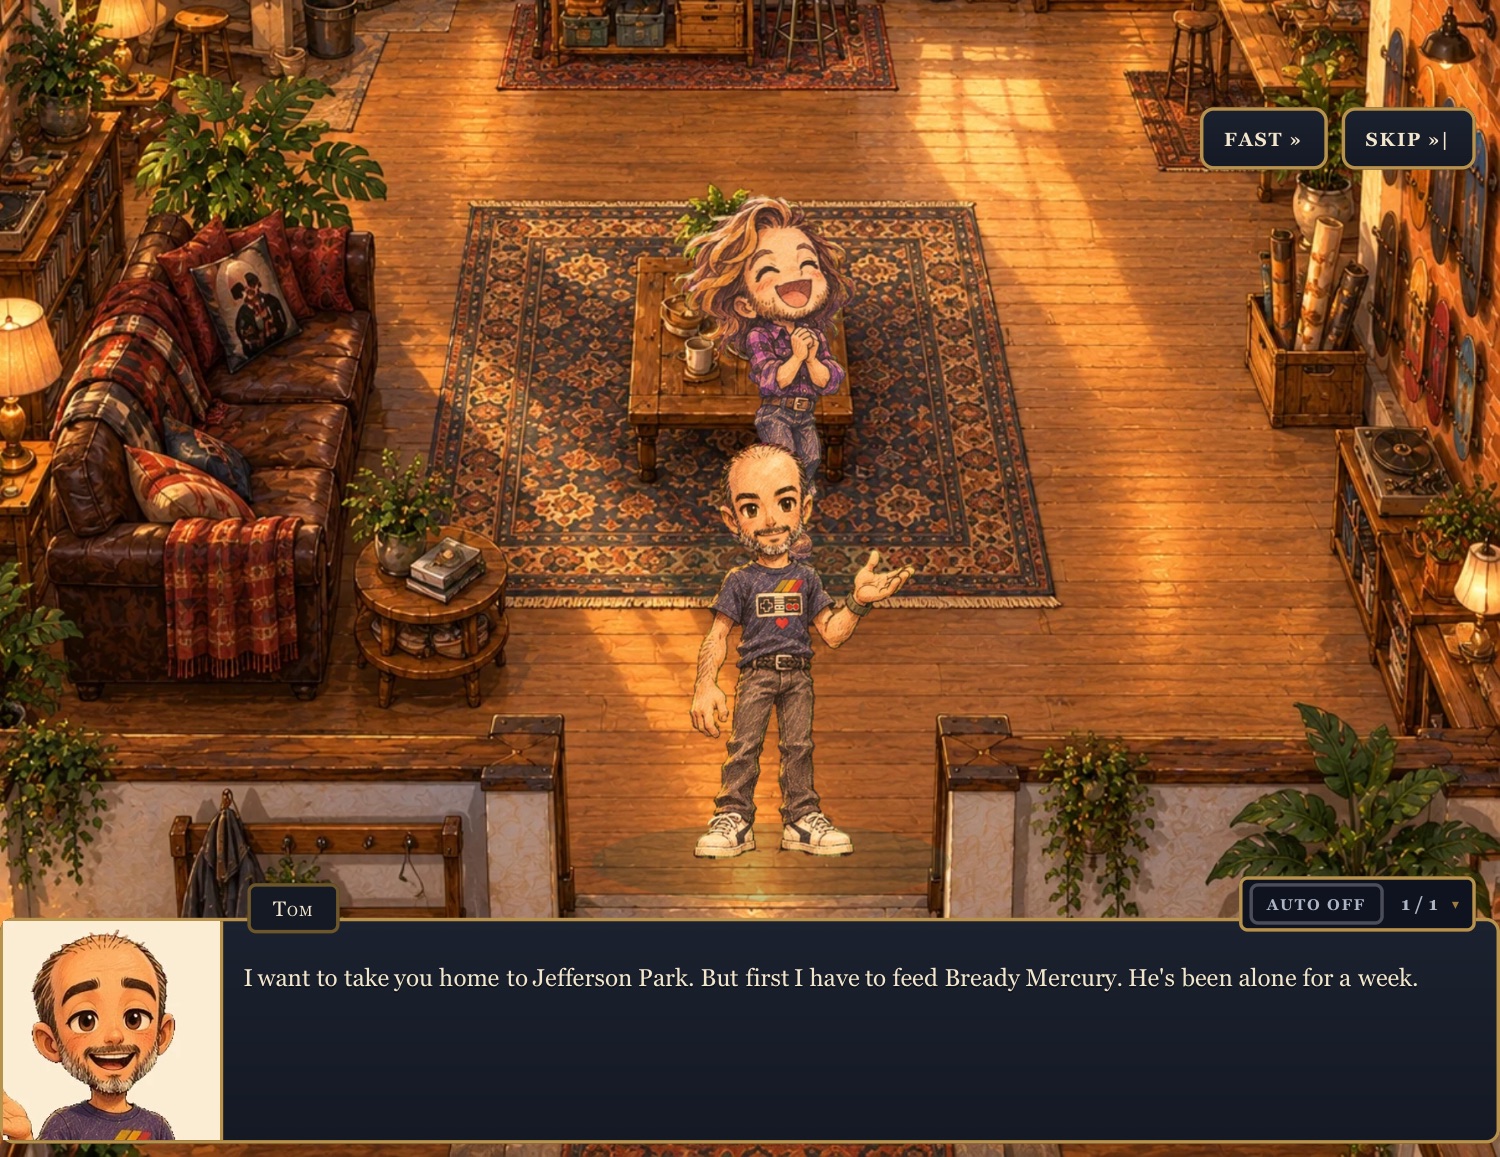 FAST »
SKIP »|
TOM
AUTO OFF
1 / 1 ▼
I want to take you home to Jefferson Park. But first I have to feed Bready Mercury. He's been alone for a week.